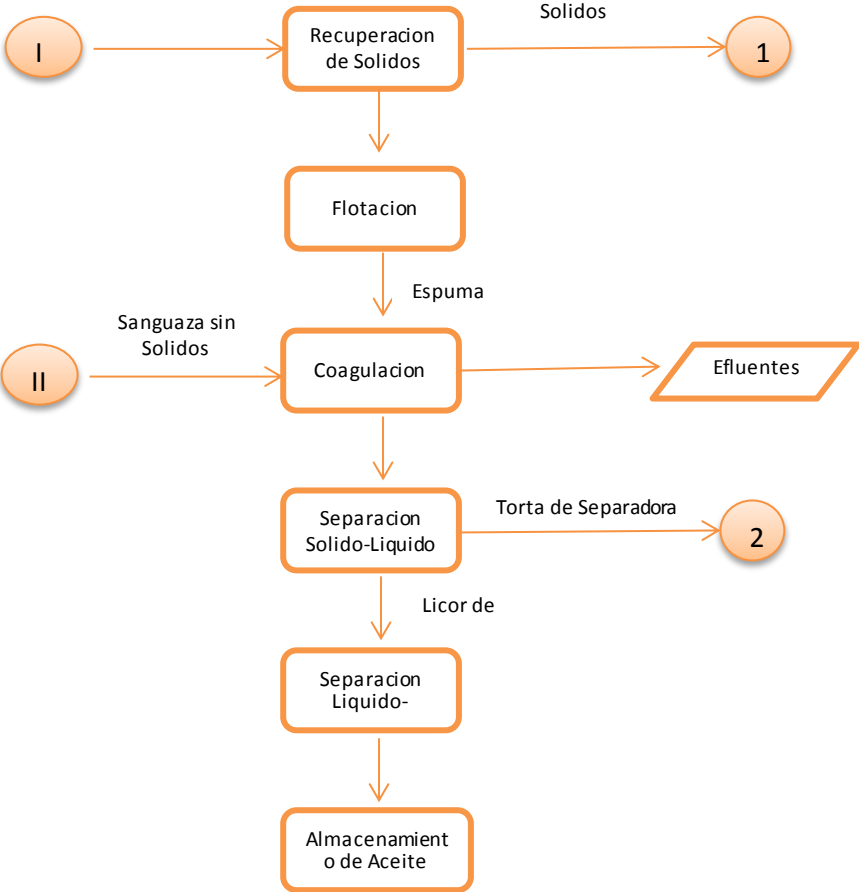 Solidos
I
Recuperacion
de Solidos
1
Flotacion
Espuma
Sanguaza sin
Solidos
II
Coagulacion
Efluentes
Separacion
Solido-Liquido
Torta de Separadora
2
Licor de
Separacion
Liquido-
Almacenamient
o de Aceite